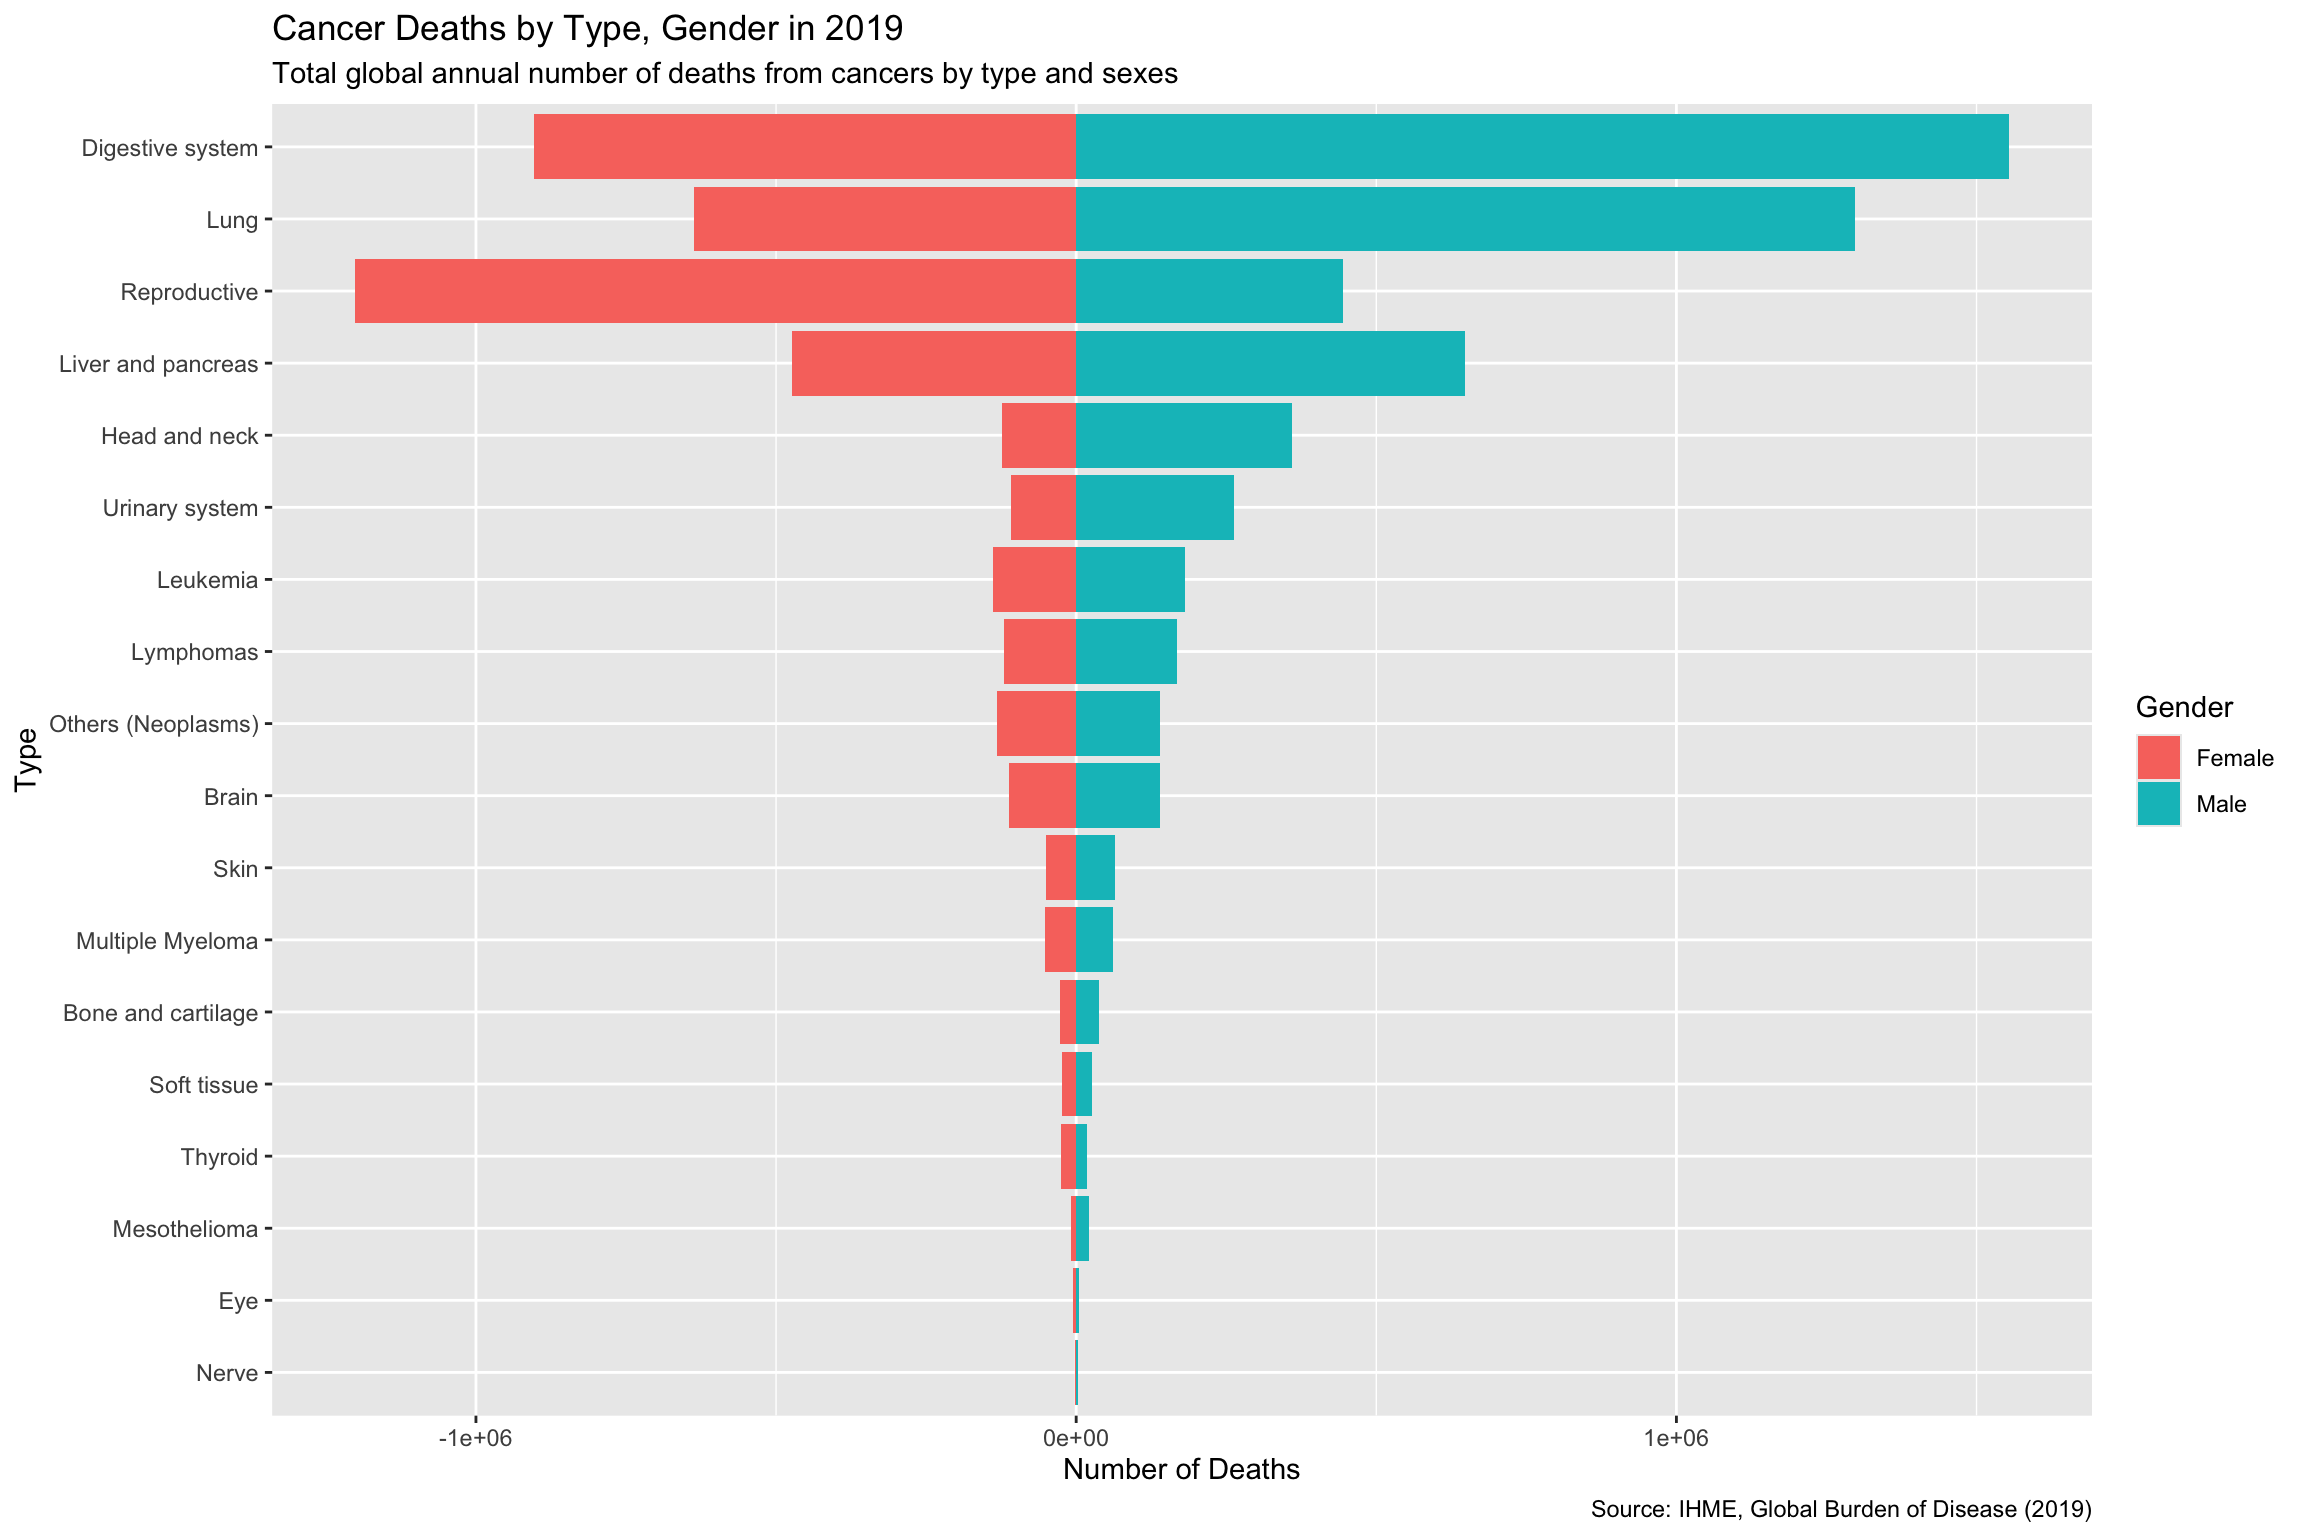 Cancer Deaths by Type, Gender in 2019
Total global annual number of deaths from cancers by type and sexes
Digestive system
Lung
Reproductive
Liver and pancreas
Head and neck
Urinary system
Leukemia
Lymphomas
Others (Neoplasms)
Brain
Skin
Multiple Myeloma
Bone and cartilage
Soft tissue
Thyroid
Mesothelioma
Eye
Nerve
Type
-1e+06 0e+00 1e+06
Number of Deaths
Gender
Female
Male
Source: IHME, Global Burden of Disease (2019)